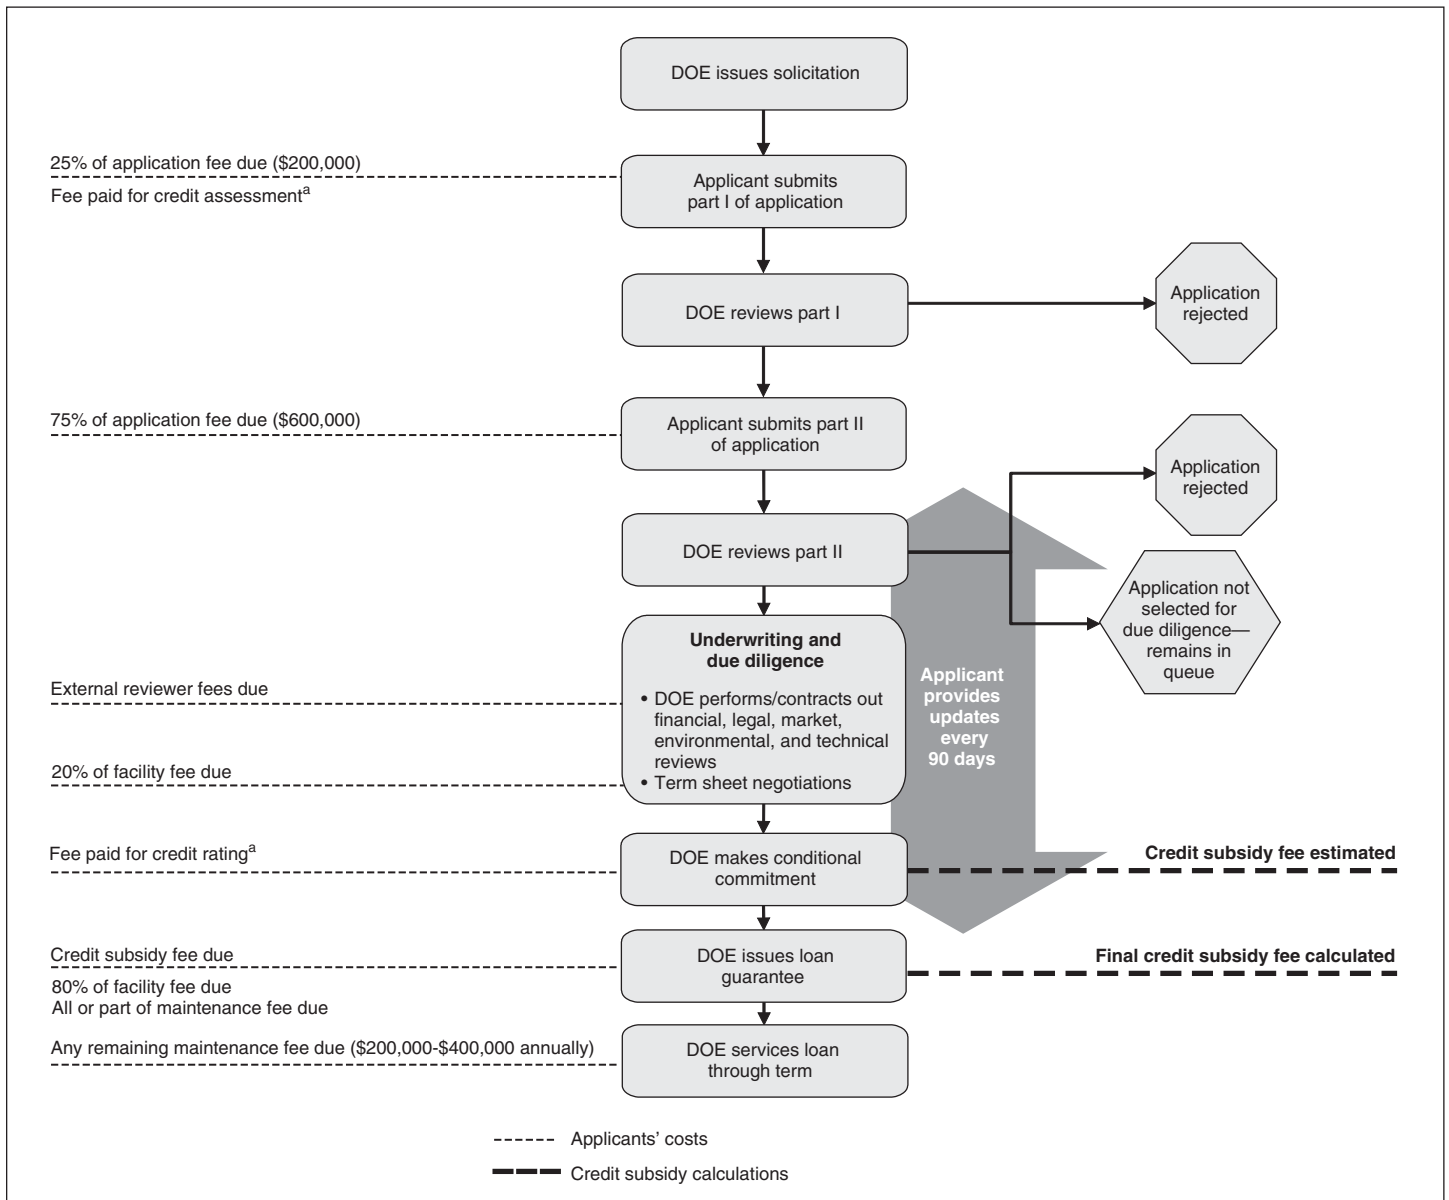 DOE issues solicitation
25% of application fee due ($200,000)
Fee paid for credit assessmentᵃ
Applicant submits
part I of application
DOE reviews part I
Application
rejected
75% of application fee due ($600,000)
Applicant submits part II
of application
Application
rejected
DOE reviews part II
Application not
selected for
due diligence—
remains in
queue
Underwriting and
due diligence
• DOE performs/contracts out
financial, legal, market,
environmental, and technical
reviews
• Term sheet negotiations
External reviewer fees due
20% of facility fee due
Applicant
provides
updates
every
90 days
Fee paid for credit ratingᵃ
DOE makes conditional
commitment
Credit subsidy fee estimated
Credit subsidy fee due
80% of facility fee due
All or part of maintenance fee due
DOE issues loan
guarantee
Final credit subsidy fee calculated
Any remaining maintenance fee due ($200,000-$400,000 annually)
DOE services loan
through term
Applicants' costs
Credit subsidy calculations